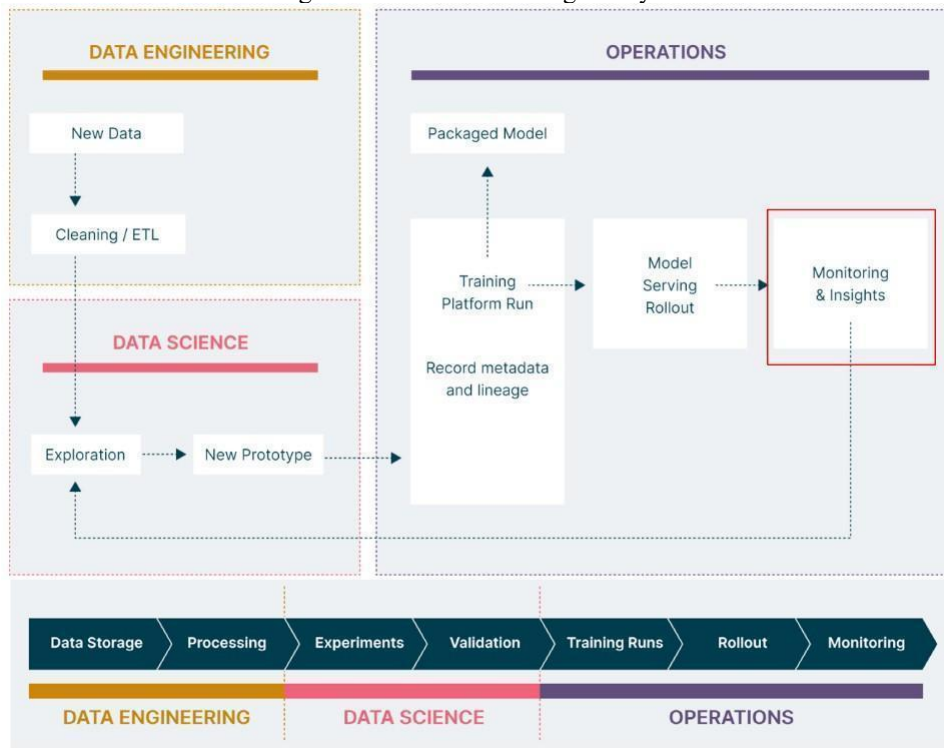 DATA ENGINEERING
New Data
Cleaning / ETL
DATA SCIENCE
Exploration
New Prototype
OPERATIONS
Packaged Model
Training
Platform Run
Record metadata
and lineage
Model
Serving
Rollout
Monitoring
& Insights
Data Storage
Processing
Experiments
Validation
Training Runs
Rollout
Monitoring
DATA ENGINEERING
DATA SCIENCE
OPERATIONS